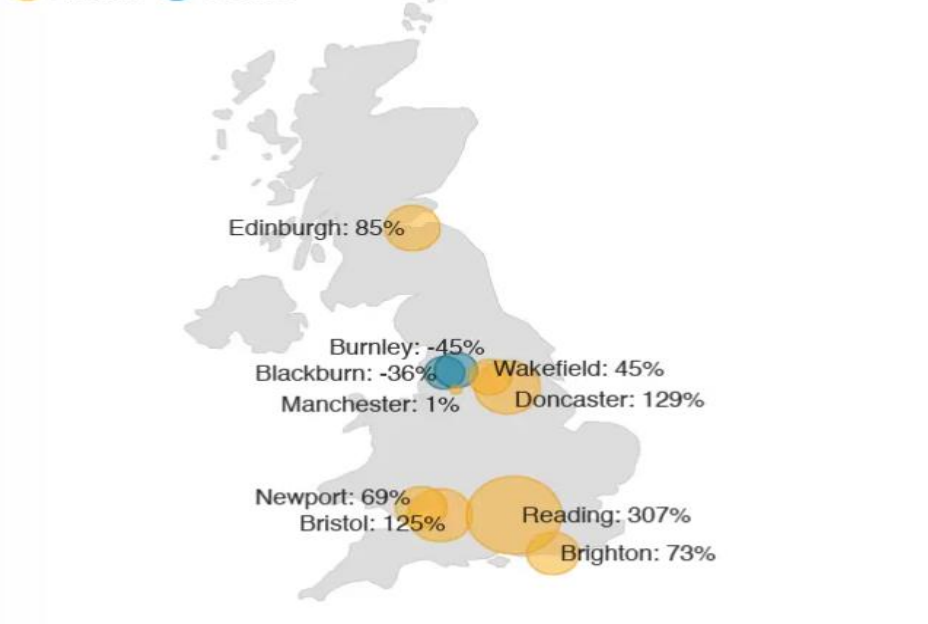 Edinburgh: 85%
Burnley: -45%
Blackburn: -36%
Wakefield: 45%
Manchester: 1%
Doncaster: 129%
Newport: 69%
Bristol: 125%
Reading: 307%
Brighton: 73%